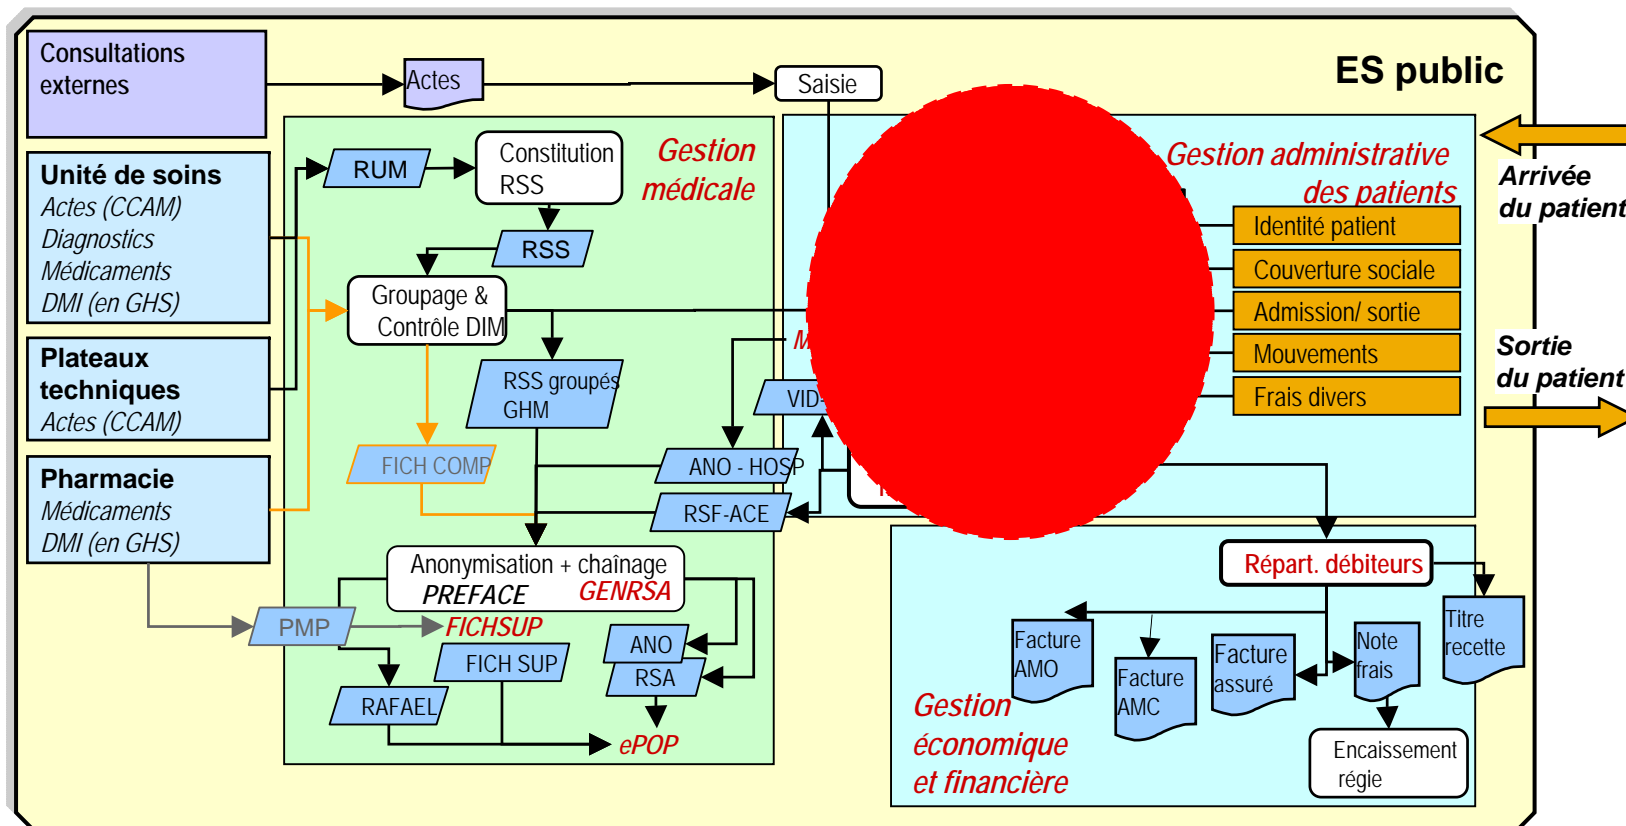 Consultations
externes
Actes
Saisie
ES public
Unité de soins
Actes (CCAM)
Diagnostics
Médicaments
DMI (en GHS)
Plateaux
techniques
Actes (CCAM)
Pharmacie
Médicaments
DMI (en GHS)
Gestion
médicale
RUM
Constitution
RSS
RSS
Groupage &
Contrôle DIM
RSS groupés
GHM
FICH COMP
ANO - HOSP
RSF-ACE
VID-
Anonymisation + chaînage
PREFACE
GENRSA
PMP
FICHSUP
FICH SUP
ANO
RSA
RAFAEL
ePOP
Gestion administrative
des patients
Identité patient
Couverture sociale
Admission/ sortie
Mouvements
Frais divers
Arrivée
du patient
Sortie
du patient
Répart. débiteurs
Facture
AMO
Facture
AMC
Facture
assuré
Note
frais
Titre
recette
Encaissement
régie
Gestion
économique
et financière